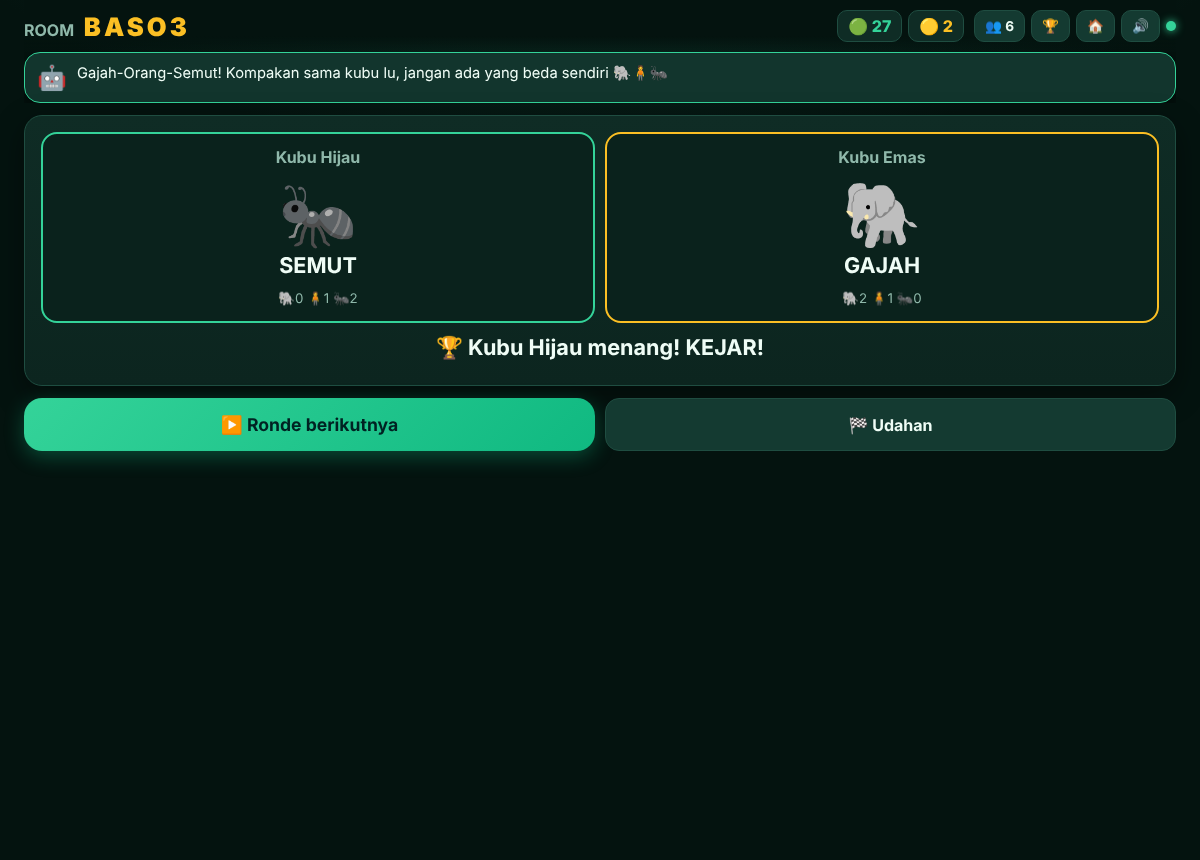 ROOM BASO3
🟢 27 🟡 2 👥 6 🏆 🏠 🔊
🤖 Gajah-Orang-Semut! Kompakan sama kubu lu, jangan ada yang beda sendiri 🐘🧍🐜
Kubu Hijau
SEMUT
🐘0 🧍1 🐜2
Kubu Emas
GAJAH
🐘2 🧍1 🐜0
🏆 Kubu Hijau menang! KEJAR!
▶️ Ronde berikutnya
🏁 Udahan